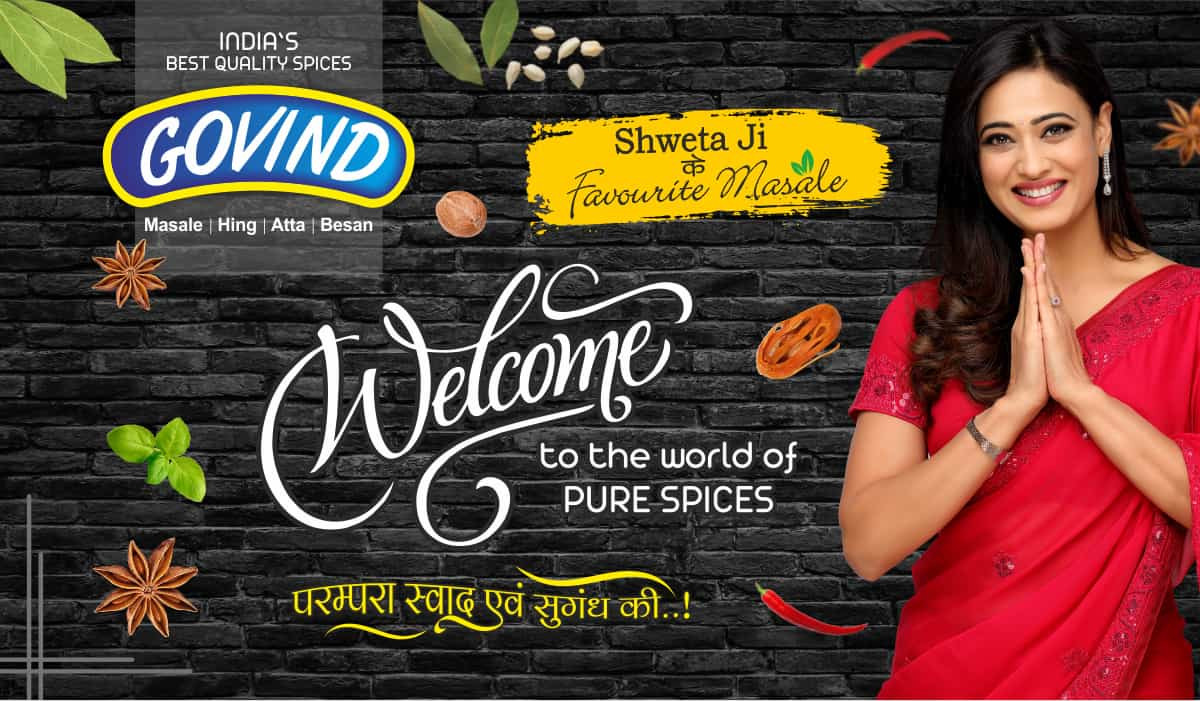 INDIA`S
BEST QUALITY SPICES
GOVIND
Masale | Hing | Atta | Besan
Shweta Ji
के
Favourite Masale
Welcome
to the world of
PURE SPICES
परम्परा स्वाद एवं सुगंध की..!